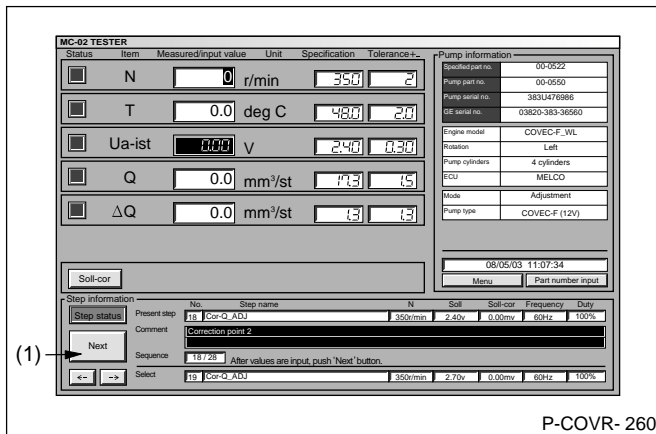 MC-02 TESTER
Status Item Measured/input value Unit Specification Tolerance+..
N 0 r/min 350 2
T 0.0 deg C 48.0 2.0
Ua-ist 0.00 V 2.40 0.30
Q 0.0 mm³/st 17.3 1.5
ΔQ 0.0 mm³/st 1.3 1.3
Soll-cor
Pump information
Specified part no. 00-0522
Pump part no. 00-0550
Pump serial no. 383U476986
GE serial no. 03820-383-36560
Engine model COVEC-F_WL
Rotation Left
Pump cylinders 4 cylinders
ECU MELCO
Mode Adjustment
Pump type COVEC-F (12V)
08/05/03 11:07:34
Menu Part number input
Step information
No. Step name N Soll Soll-cor Frequency Duty
Step status Present step 18 Cor-Q_ADJ 350r/min 2.40v 0.00mv 60Hz 100%
Comment Correction point 2
(1) Next
Sequence 18 / 28 After values are input, push 'Next' button.
<- -> Select 19 Cor-Q_ADJ 350r/min 2.70v 0.00mv 60Hz 100%
P-COVR- 260